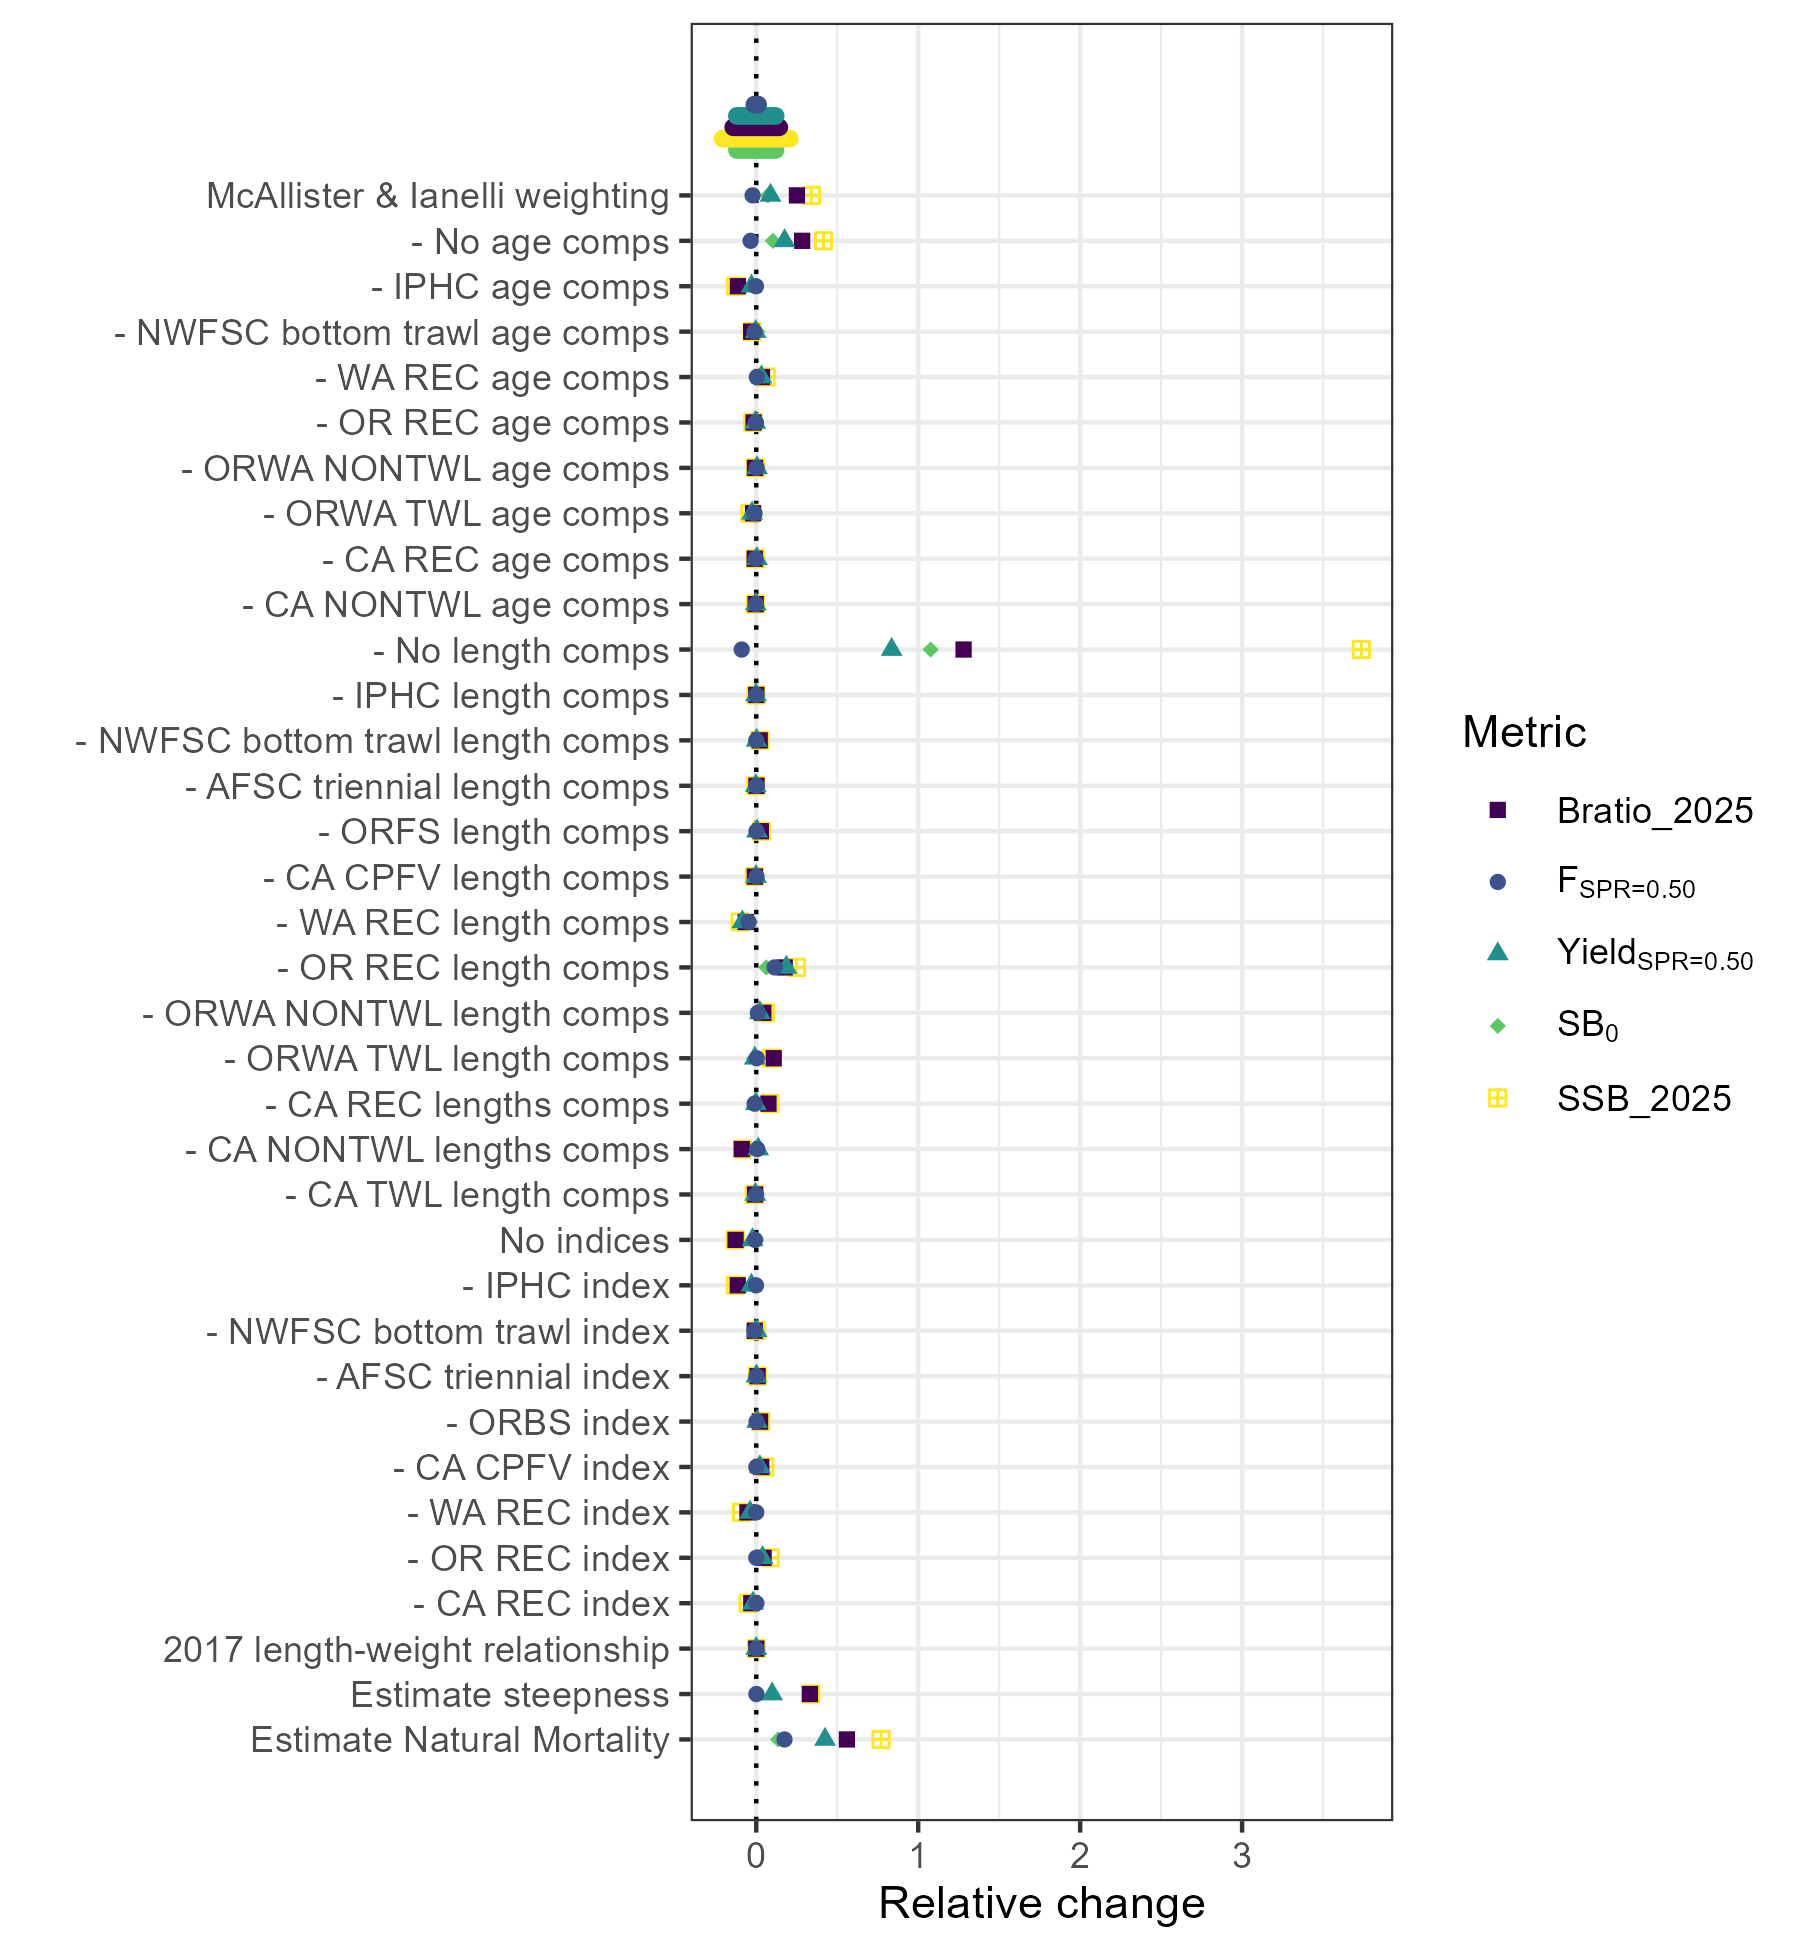 McAllister & Ianelli weighting
- No age comps
- IPHC age comps
- NWFSC bottom trawl age comps
- WA REC age comps
- OR REC age comps
- ORWA NONTWL age comps
- ORWA TWL age comps
- CA REC age comps
- CA NONTWL age comps
- No length comps
- IPHC length comps
- NWFSC bottom trawl length comps
- AFSC triennial length comps
- ORFS length comps
- CA CPFV length comps
- WA REC length comps
- OR REC length comps
- ORWA NONTWL length comps
- ORWA TWL length comps
- CA REC lengths comps
- CA NONTWL lengths comps
- CA TWL length comps
No indices
- IPHC index
- NWFSC bottom trawl index
- AFSC triennial index
- ORBS index
- CA CPFV index
- WA REC index
- OR REC index
- CA REC index
2017 length-weight relationship
Estimate steepness
Estimate Natural Mortality
0 1 2 3
Relative change
Metric
Bratio_2025
FSPR=0.50
YieldSPR=0.50
SB0
SSB_2025